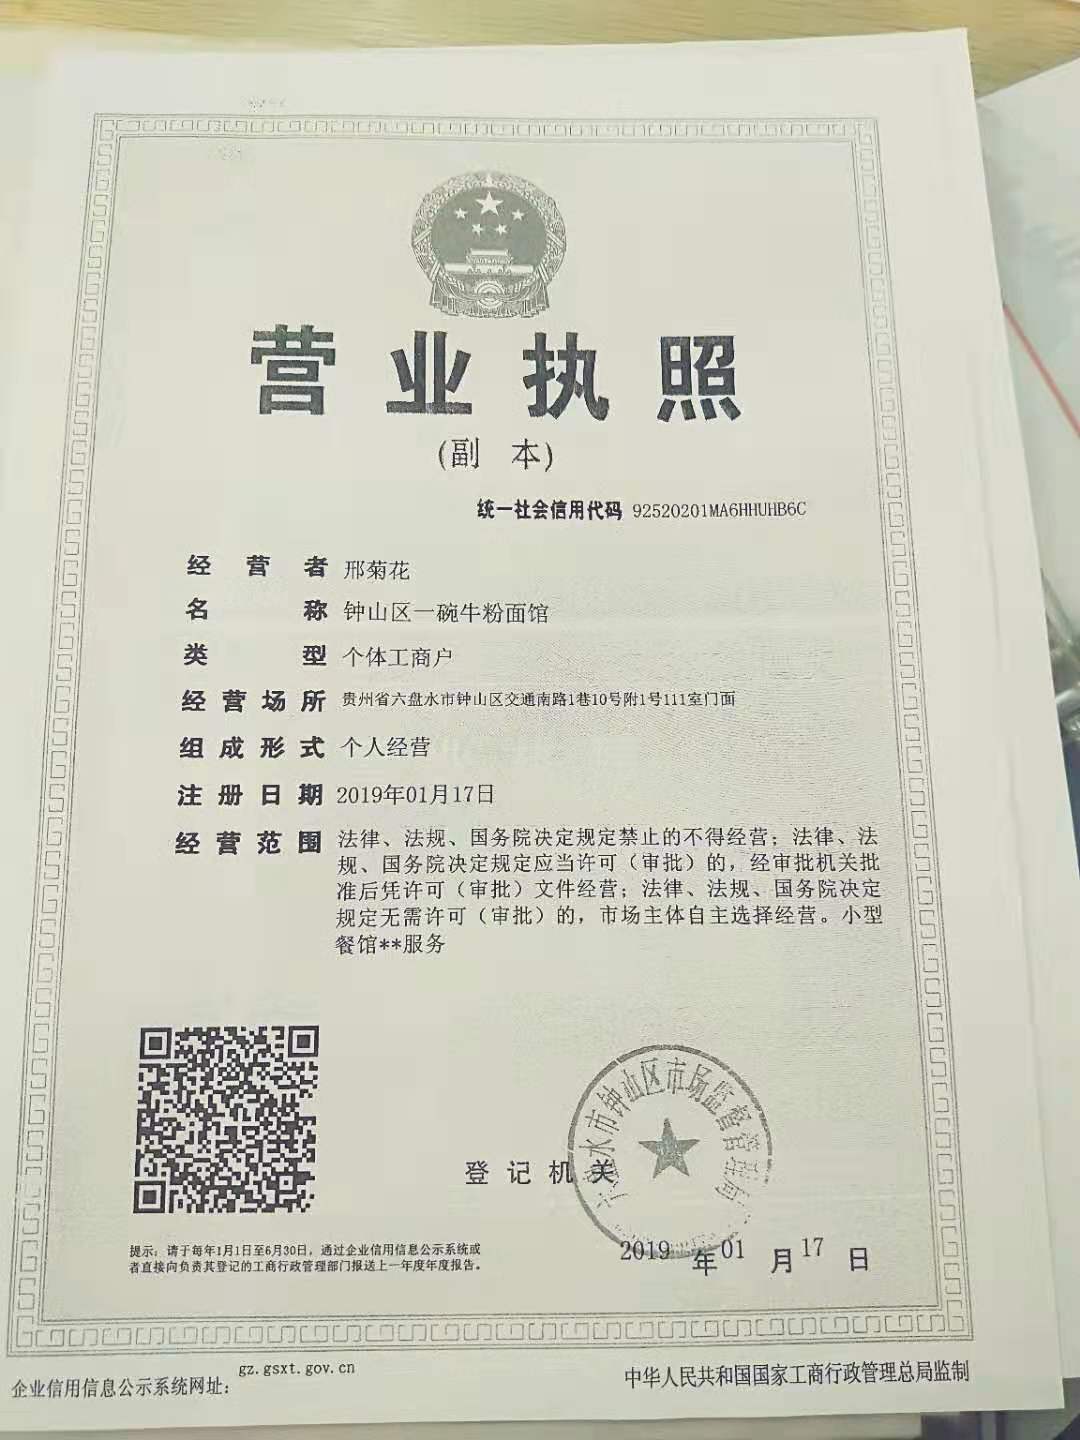 营业执照
(副 本)
统一社会信用代码 92520201MA6HHUHB6C
经营者 邢菊花
名称 钟山区一碗牛粉面馆
类型 个体工商户
经营场所 贵州省六盘水市钟山区交通南路1巷10号附1号111室门面
组成形式 个人经营
注册日期 2019年01月17日
经营范围 法律、法规、国务院决定规定禁止的不得经营；法律、法
规、国务院决定规定应当许可（审批）的，经审批机关批
准后凭许可（审批）文件经营；法律、法规、国务院决定
规定无需许可（审批）的，市场主体自主选择经营。小型
餐馆**服务
六盘水市钟山区市场监督管理局
登记机关
2019 年 01 月 17 日
提示：请于每年1月1日至6月30日，通过企业信用信息公示系统或
者直接向负责其登记的工商行政管理部门报送上一年度年度报告。
企业信用信息公示系统网址： gz.gsxt.gov.cn
中华人民共和国国家工商行政管理总局监制